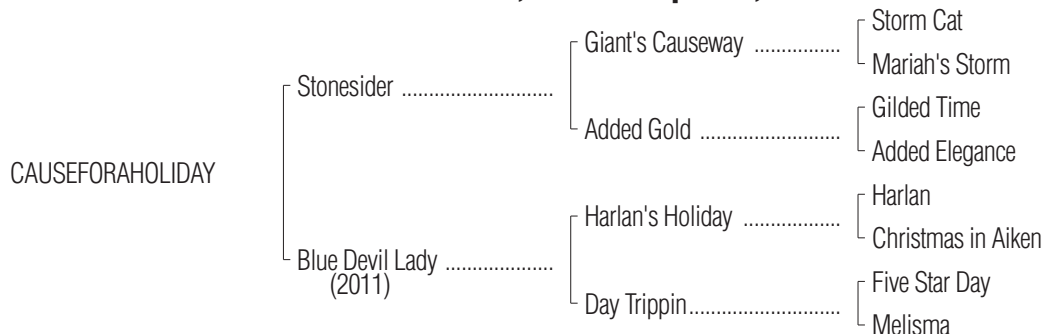 Storm Cat
Giant's Causeway ................
Mariah's Storm
Stonesider ............................
Gilded Time
Added Gold ..........................
Added Elegance
CAUSEFORAHOLIDAY
Harlan
Harlan's Holiday ..................
Christmas in Aiken
Blue Devil Lady ....................
(2011)
Five Star Day
Day Trippin............................
Melisma